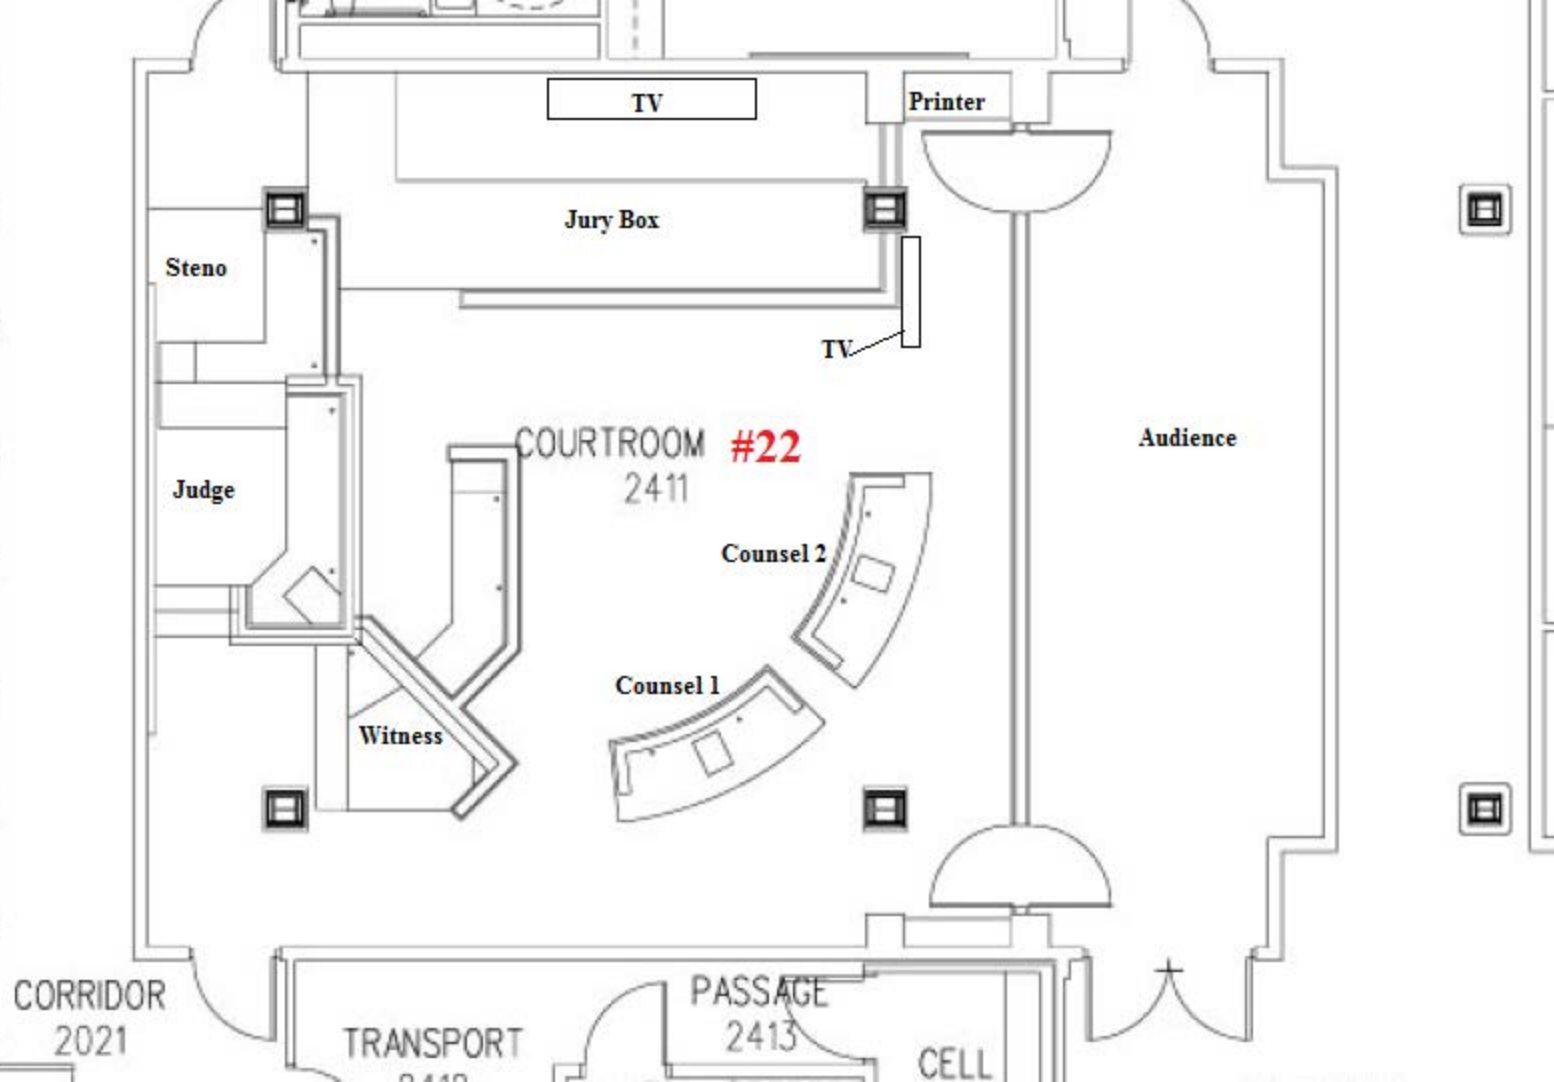 TV
Printer
Jury Box
Steno
TV
COURTROOM #22
2411
Audience
Judge
Counsel 2
Counsel 1
Witness
CORRIDOR
2021
TRANSPORT
PASSAGE
2413
CELL